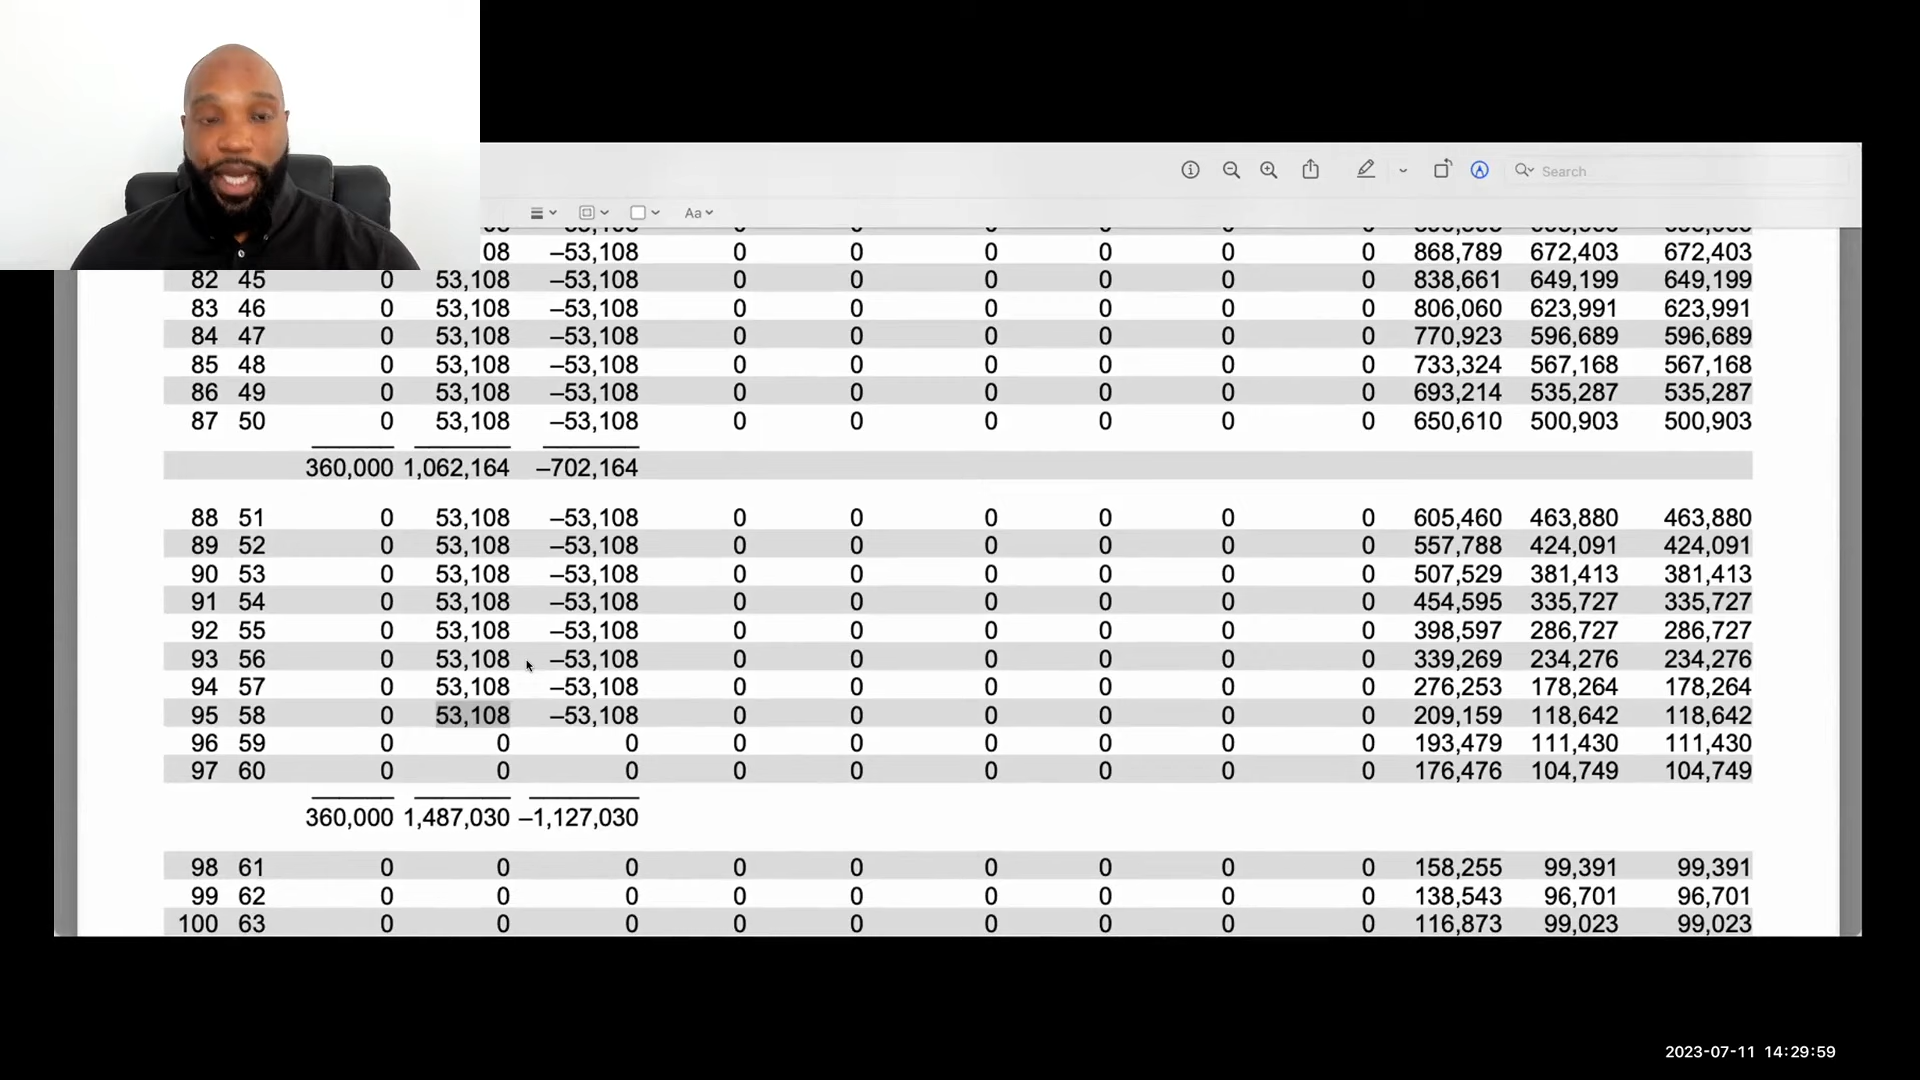 Search
Aa
08 –53,108 0 0 0 0 0 0 868,789 672,403 672,403
82 45 0 53,108 –53,108 0 0 0 0 0 0 838,661 649,199 649,199
83 46 0 53,108 –53,108 0 0 0 0 0 0 806,060 623,991 623,991
84 47 0 53,108 –53,108 0 0 0 0 0 0 770,923 596,689 596,689
85 48 0 53,108 –53,108 0 0 0 0 0 0 733,324 567,168 567,168
86 49 0 53,108 –53,108 0 0 0 0 0 0 693,214 535,287 535,287
87 50 0 53,108 –53,108 0 0 0 0 0 0 650,610 500,903 500,903
360,000 1,062,164 –702,164
88 51 0 53,108 –53,108 0 0 0 0 0 0 605,460 463,880 463,880
89 52 0 53,108 –53,108 0 0 0 0 0 0 557,788 424,091 424,091
90 53 0 53,108 –53,108 0 0 0 0 0 0 507,529 381,413 381,413
91 54 0 53,108 –53,108 0 0 0 0 0 0 454,595 335,727 335,727
92 55 0 53,108 –53,108 0 0 0 0 0 0 398,597 286,727 286,727
93 56 0 53,108 –53,108 0 0 0 0 0 0 339,269 234,276 234,276
94 57 0 53,108 –53,108 0 0 0 0 0 0 276,253 178,264 178,264
95 58 0 53,108 –53,108 0 0 0 0 0 0 209,159 118,642 118,642
96 59 0 0 0 0 0 0 0 0 0 193,479 111,430 111,430
97 60 0 0 0 0 0 0 0 0 0 176,476 104,749 104,749
360,000 1,487,030 –1,127,030
98 61 0 0 0 0 0 0 0 0 0 158,255 99,391 99,391
99 62 0 0 0 0 0 0 0 0 0 138,543 96,701 96,701
100 63 0 0 0 0 0 0 0 0 0 116,873 99,023 99,023
2023-07-11 14:29:59